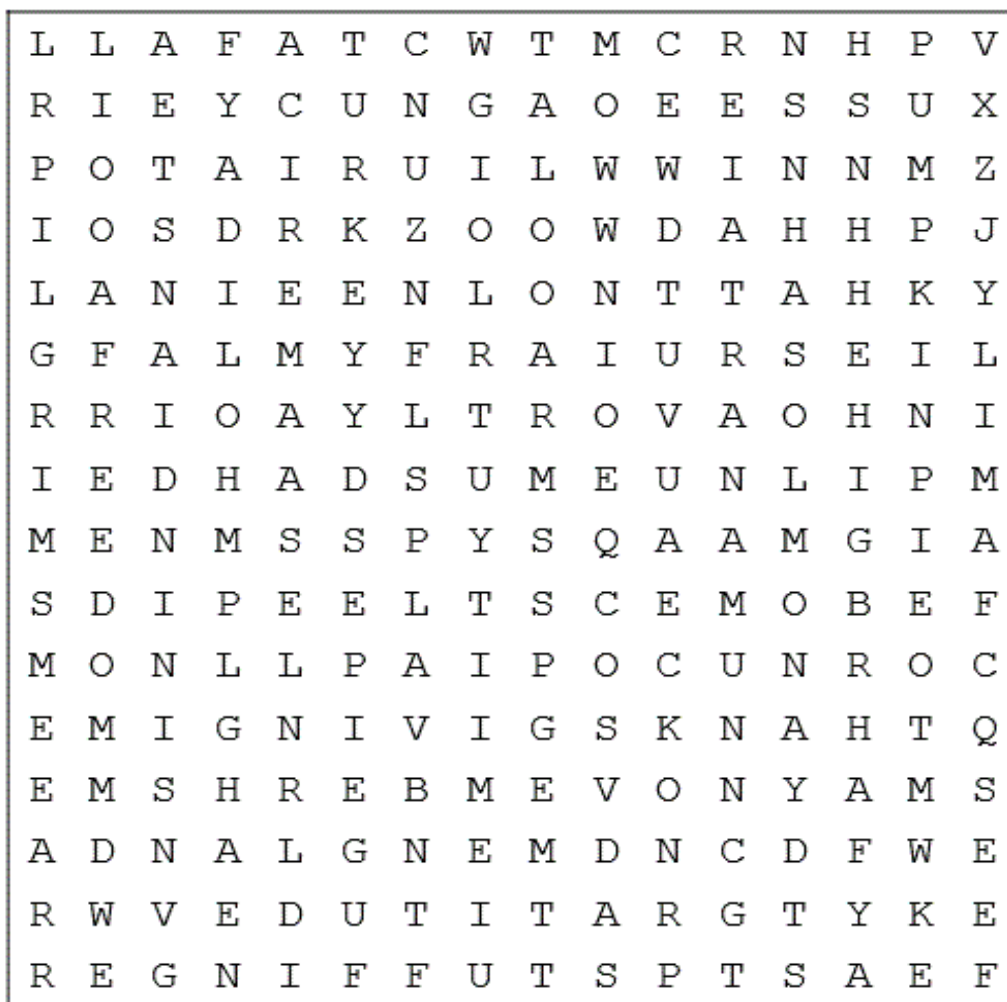 L L A F A T C W T M C R N H P V
R I E Y C U N G A O E E S S U X
P O T A I R U I L W W I N N M Z
I O S D R K Z O O W D A H H P J
L A N I E E N L O N T T A H K Y
G F A L M Y F R A I U R S E I L
R R I O A Y L T R O V A O H N I
I E D H A D S U M E U N L I P M
M E N M S S P Y S Q A A M G I A
S D I P E E L T S C E M O B E F
M O N L L P A I P O C U N R O C
E M I G N I V I G S K N A H T Q
E M S H R E B M E V O N Y A M S
A D N A L G N E M D N C D F W E
R W V E D U T I T A R G T Y K E
R E G N I F F U T S P T S A E F